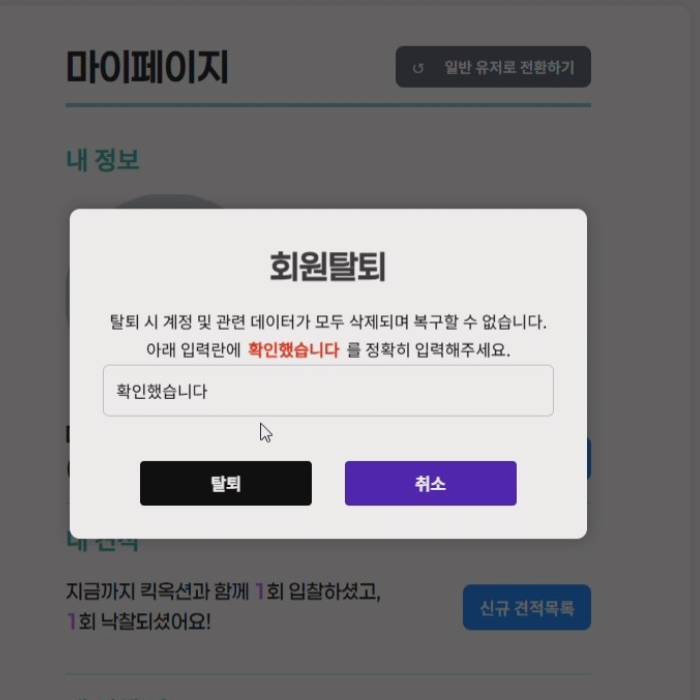 마이페이지
↺ 일반 유저로 전환하기
내 정보
회원탈퇴
탈퇴 시 계정 및 관련 데이터가 모두 삭제되며 복구할 수 없습니다.
아래 입력란에 확인했습니다 를 정확히 입력해주세요.
확인했습니다
탈퇴
취소
내 견적
지금까지 킥옥션과 함께 1회 입찰하셨고,
1회 낙찰되셨어요!
신규 견적목록